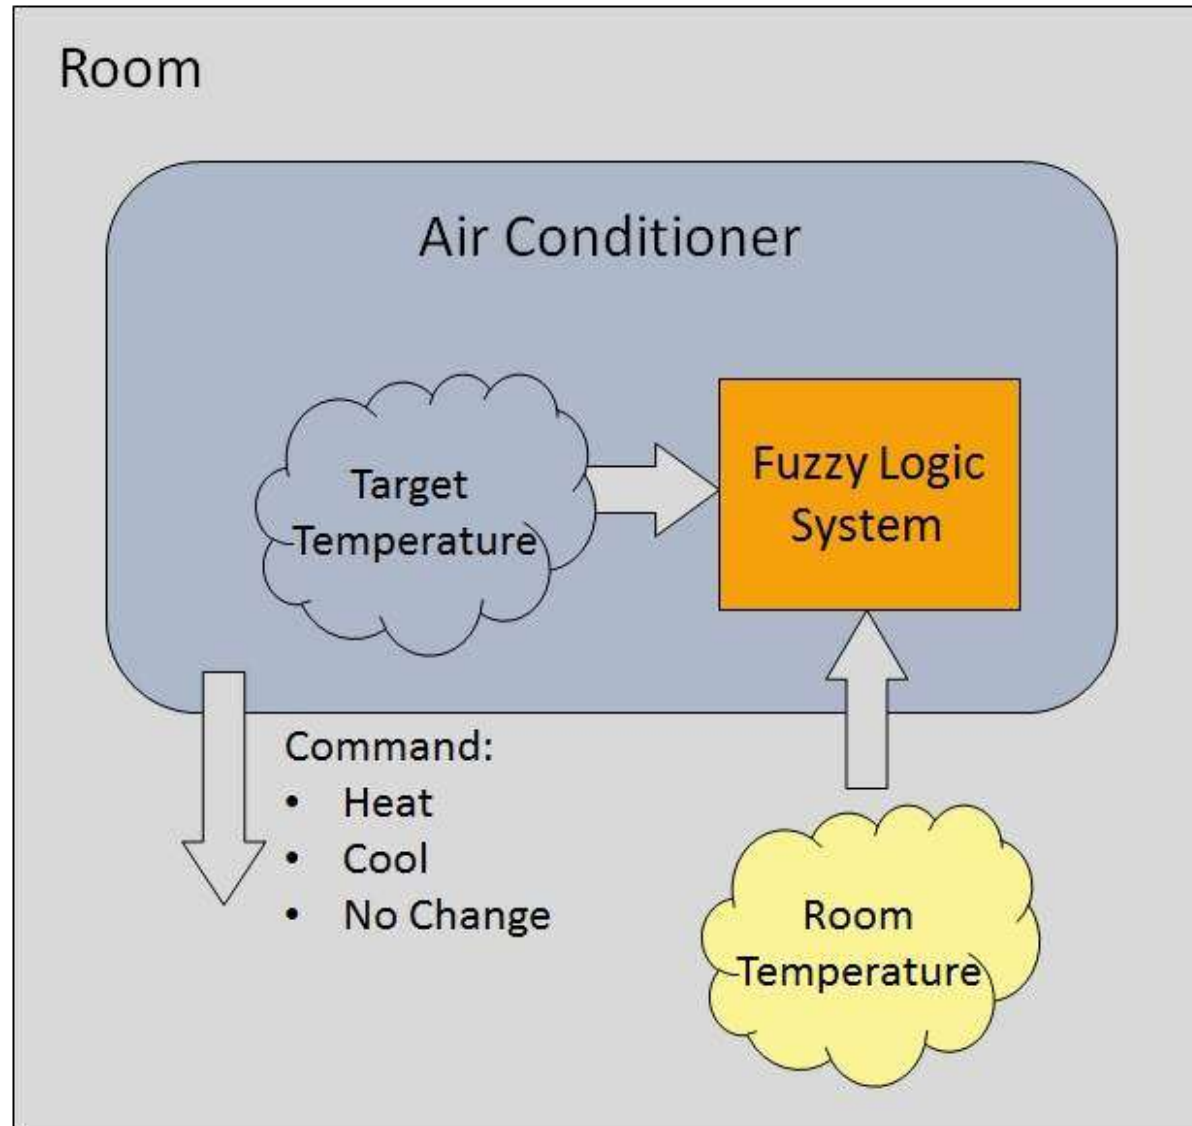 Room
Air Conditioner
Target
Temperature
Fuzzy Logic
System
Command:
• Heat
• Cool
• No Change
Room
Temperature